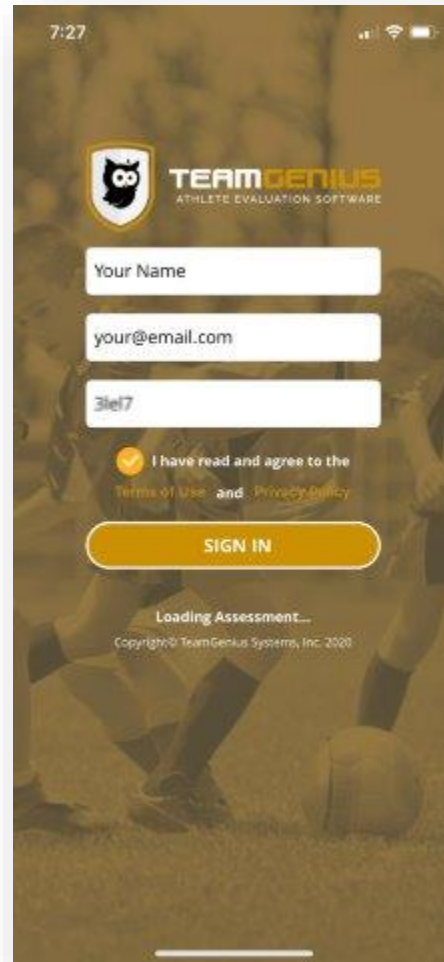 7:27
TEAMGENIUS
ATHLETE EVALUATION SOFTWARE
Your Name
your@email.com
I have read and agree to the
Terms of Use and Privacy Policy
SIGN IN
Loading Assessment...
Copyright© TeamGenius Systems, Inc. 2020